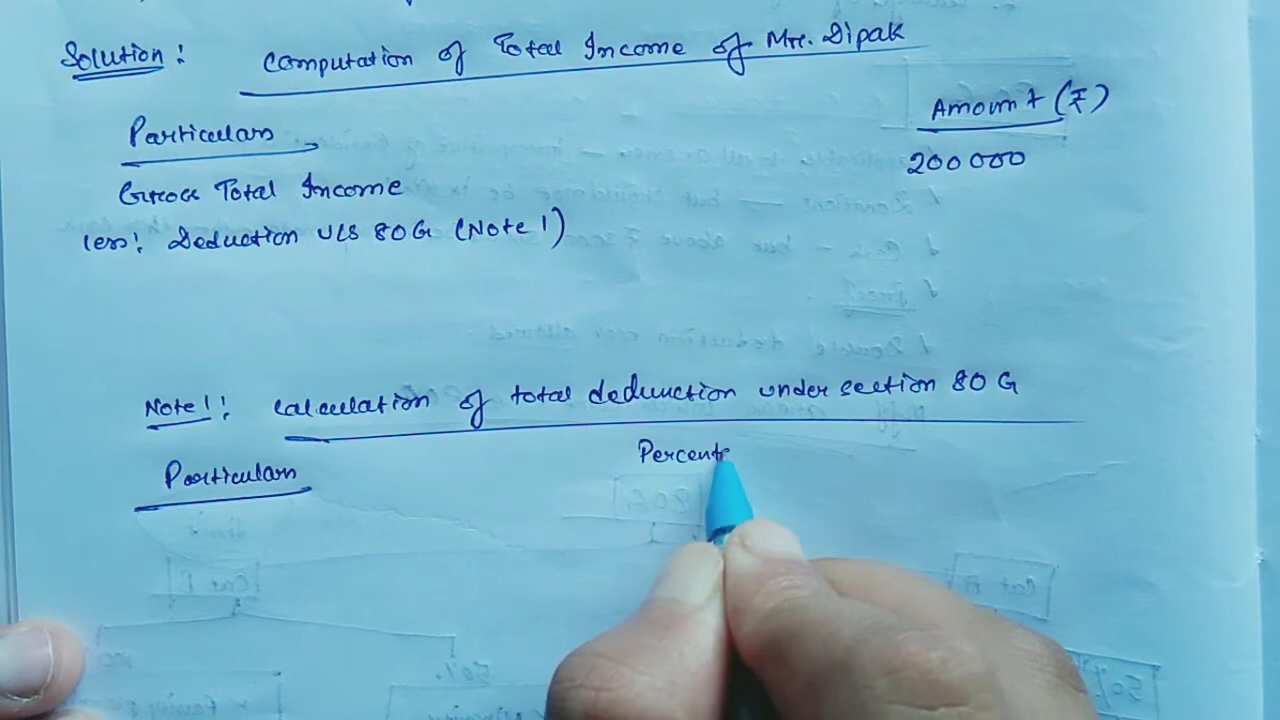 Solution: Computation of Total Income of Mr. Dipak
Particulars Amount (₹)
Gross Total Income 200000
Less: Deduction U/S 80G (Note 1)
Note 1: Calculation of total deduction under section 80 G
Particulars Percent